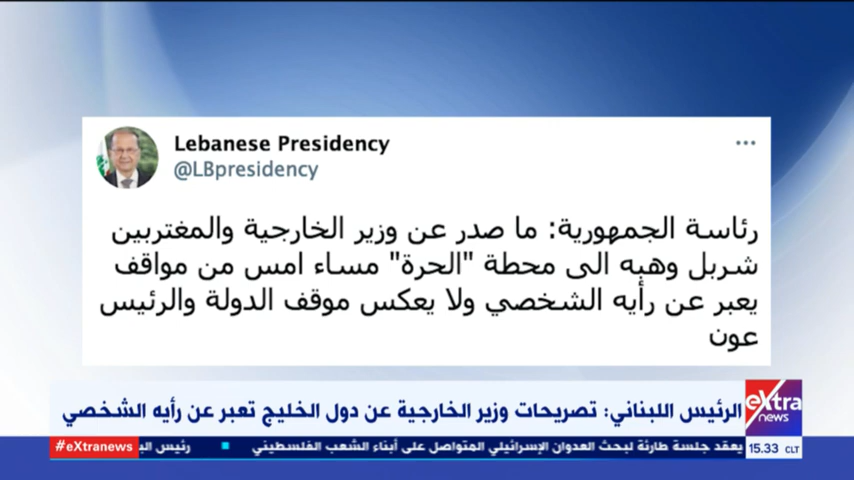 Lebanese Presidency
@LBpresidency
رئاسة الجمهورية: ما صدر عن وزير الخارجية والمغتربين
شربل وهبه الى محطة "الحرة" مساء امس من مواقف
يعبر عن رأيه الشخصي ولا يعكس موقف الدولة والرئيس
عون
الرئيس اللبناني: تصريحات وزير الخارجية عن دول الخليج تعبر عن رأيه الشخصي
eXtra
news
يعقد جلسة طارئة لبحث العدوان الإسرائيلي المتواصل على أبناء الشعب الفلسطيني ■ رئيس
#eXtranews
15.33 CLT